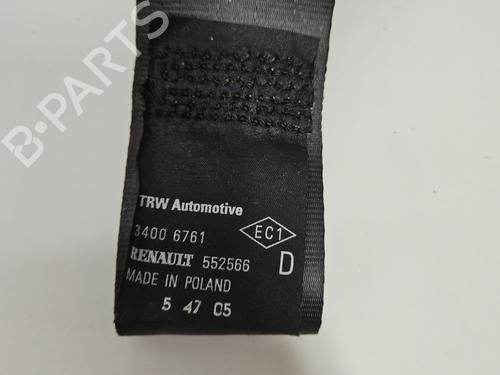 B-PARTS
TRW Automotive
3400 6761 EC1
RENAULT 552566 D
MADE IN POLAND
5 47 05